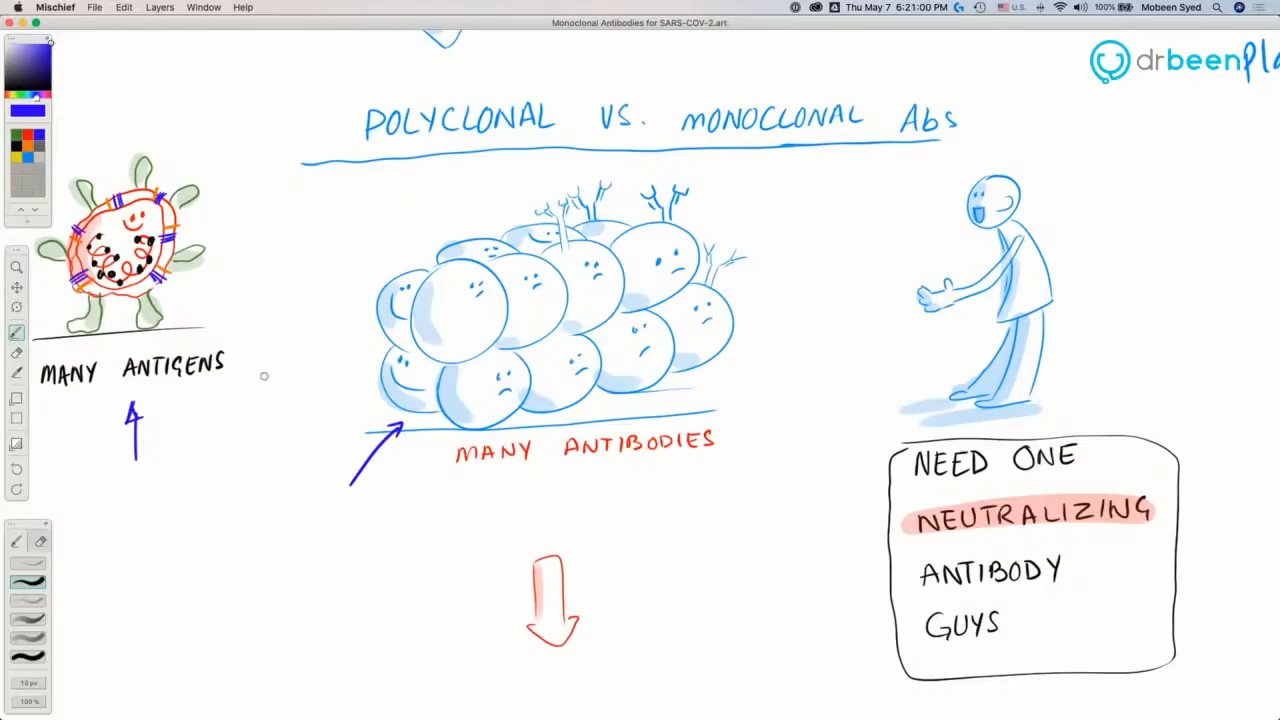 Mischief File Edit Layers Window Help
100% Thu May 7 6:21:00 PM U.S. 100% Mobeen Syed
Monoclonal Antibodies for SARS-COV-2.art
drbeen
POLYCLONAL VS. MONOCLONAL Abs
MANY ANTIGENS
MANY ANTIBODIES
NEED ONE
NEUTRALIZING
ANTIBODY
GUYS
10 px
100 %